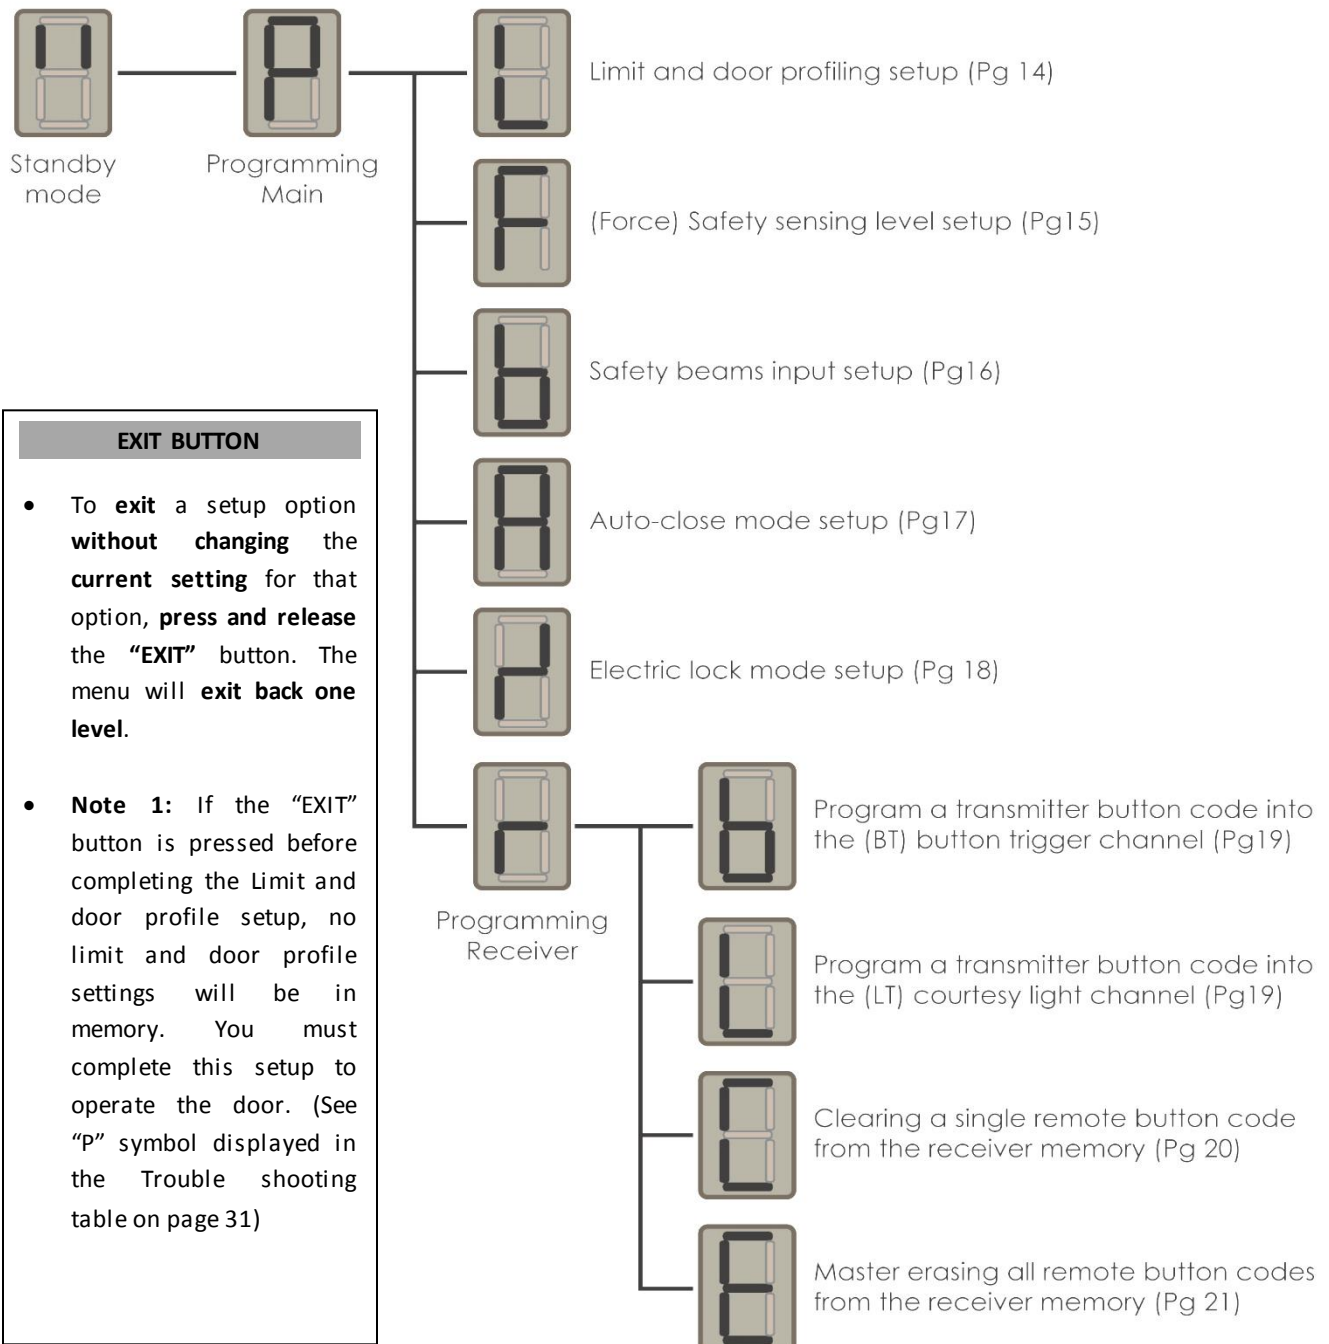 Standby
mode
Programming
Main
Limit and door profiling setup (Pg 14)
(Force) Safety sensing level setup (Pg15)
Safety beams input setup (Pg16)
Auto-close mode setup (Pg17)
Electric lock mode setup (Pg 18)
Programming
Receiver
Program a transmitter button code into
the (BT) button trigger channel (Pg19)
Program a transmitter button code into
the (LT) courtesy light channel (Pg19)
Clearing a single remote button code
from the receiver memory (Pg 20)
Master erasing all remote button codes
from the receiver memory (Pg 21)
EXIT BUTTON
• To exit a setup option
without changing the
current setting for that
option, press and release
the “EXIT” button. The
menu will exit back one
level.
• Note 1: If the “EXIT”
button is pressed before
completing the Limit and
door profile setup, no
limit and door profile
settings will be in
memory. You must
complete this setup to
operate the door. (See
“P” symbol displayed in
the Trouble shooting
table on page 31)